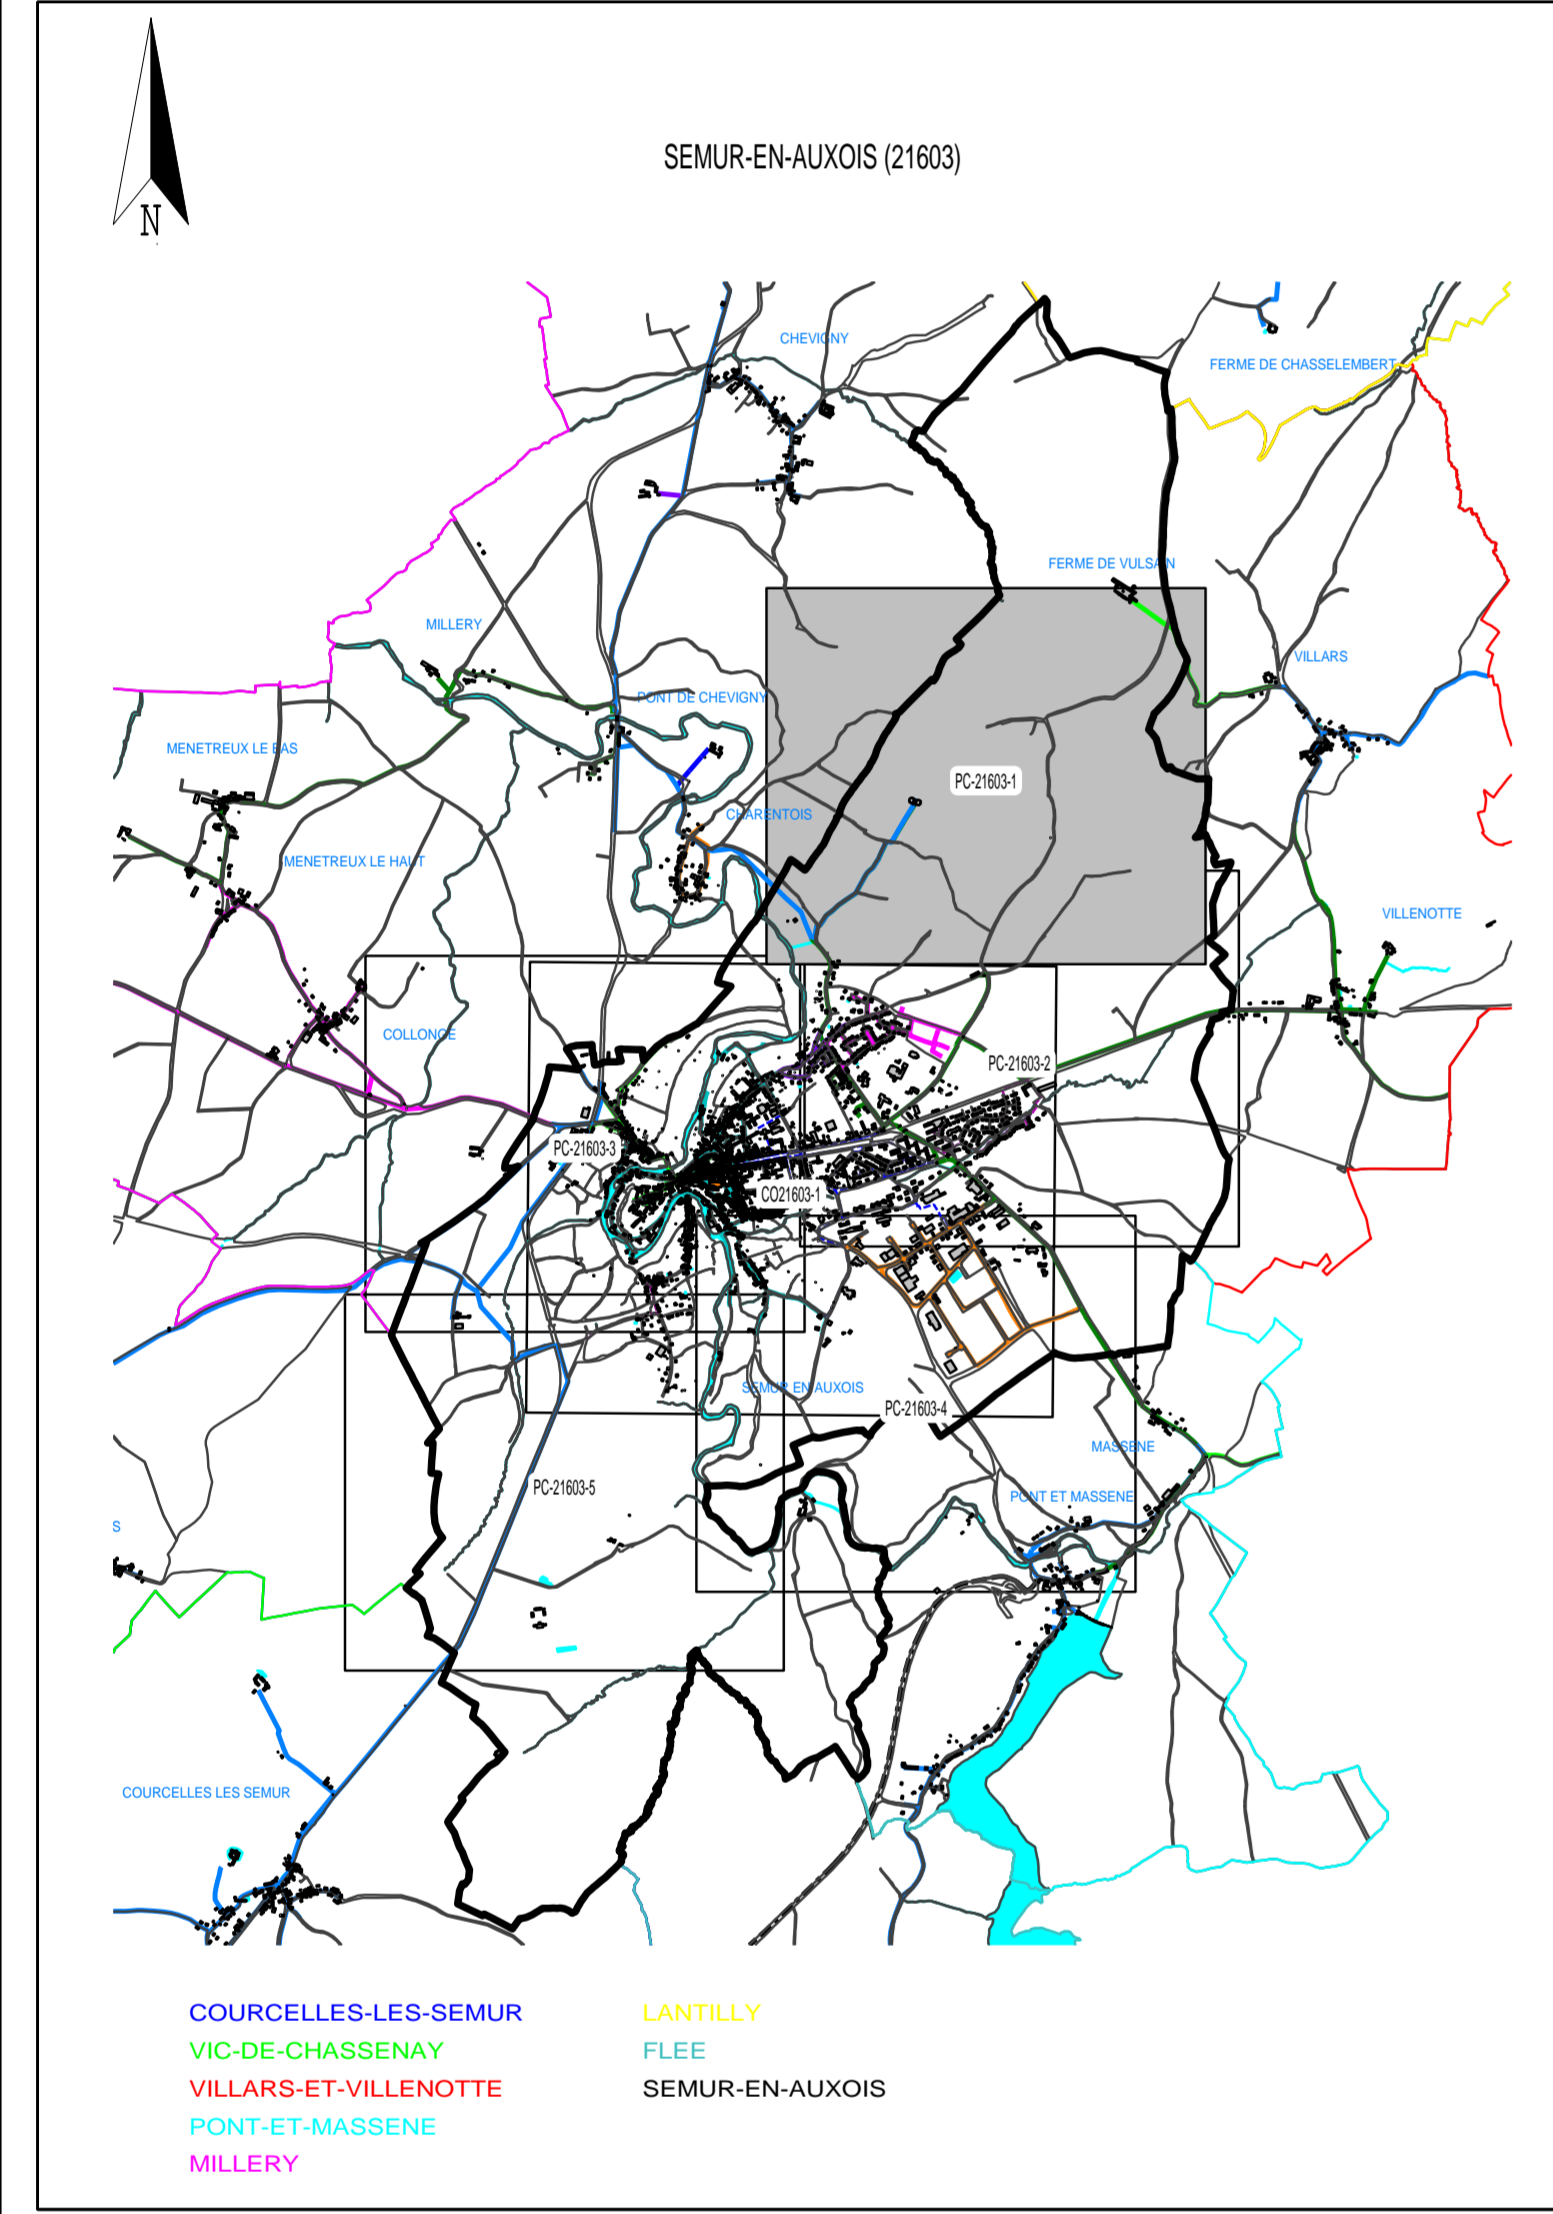 SEMUR-EN-AUXOIS (21603)
N
CHEVIGNY
FERME DE CHASSELEMBERT
FERME DE VULSAIN
MILLERY
VILLARS
PONT DE CHEVIGNY
MENETREUX LE BAS
PC-21603-1
CHARENTOIS
MENETREUX LE HAUT
VILLENOTTE
COLLONGE
PC-21603-2
PC-21603-3
CO21603-1
SEMUR EN AUXOIS
PC-21603-4
MASSENE
PC-21603-5
PONT ET MASSENE
S
COURCELLES LES SEMUR
COURCELLES-LES-SEMUR
VIC-DE-CHASSENAY
VILLARS-ET-VILLENOTTE
PONT-ET-MASSENE
MILLERY
LANTILLY
FLEE
SEMUR-EN-AUXOIS